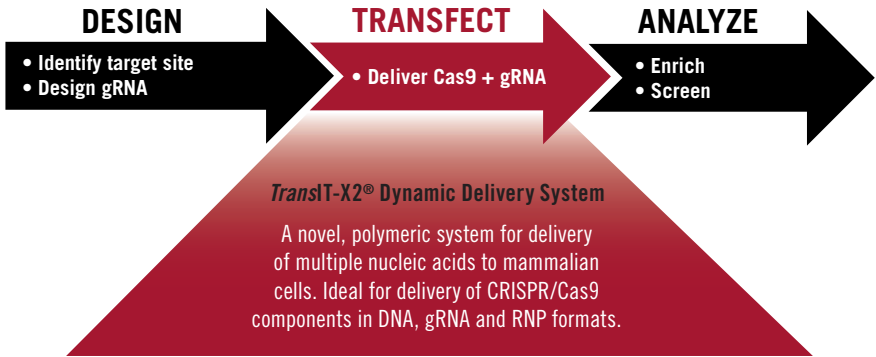 DESIGN
• Identify target site
• Design gRNA
TRANSFECT
• Deliver Cas9 + gRNA
ANALYZE
• Enrich
• Screen
TransIT-X2® Dynamic Delivery System
A novel, polymeric system for delivery
of multiple nucleic acids to mammalian
cells. Ideal for delivery of CRISPR/Cas9
components in DNA, gRNA and RNP formats.